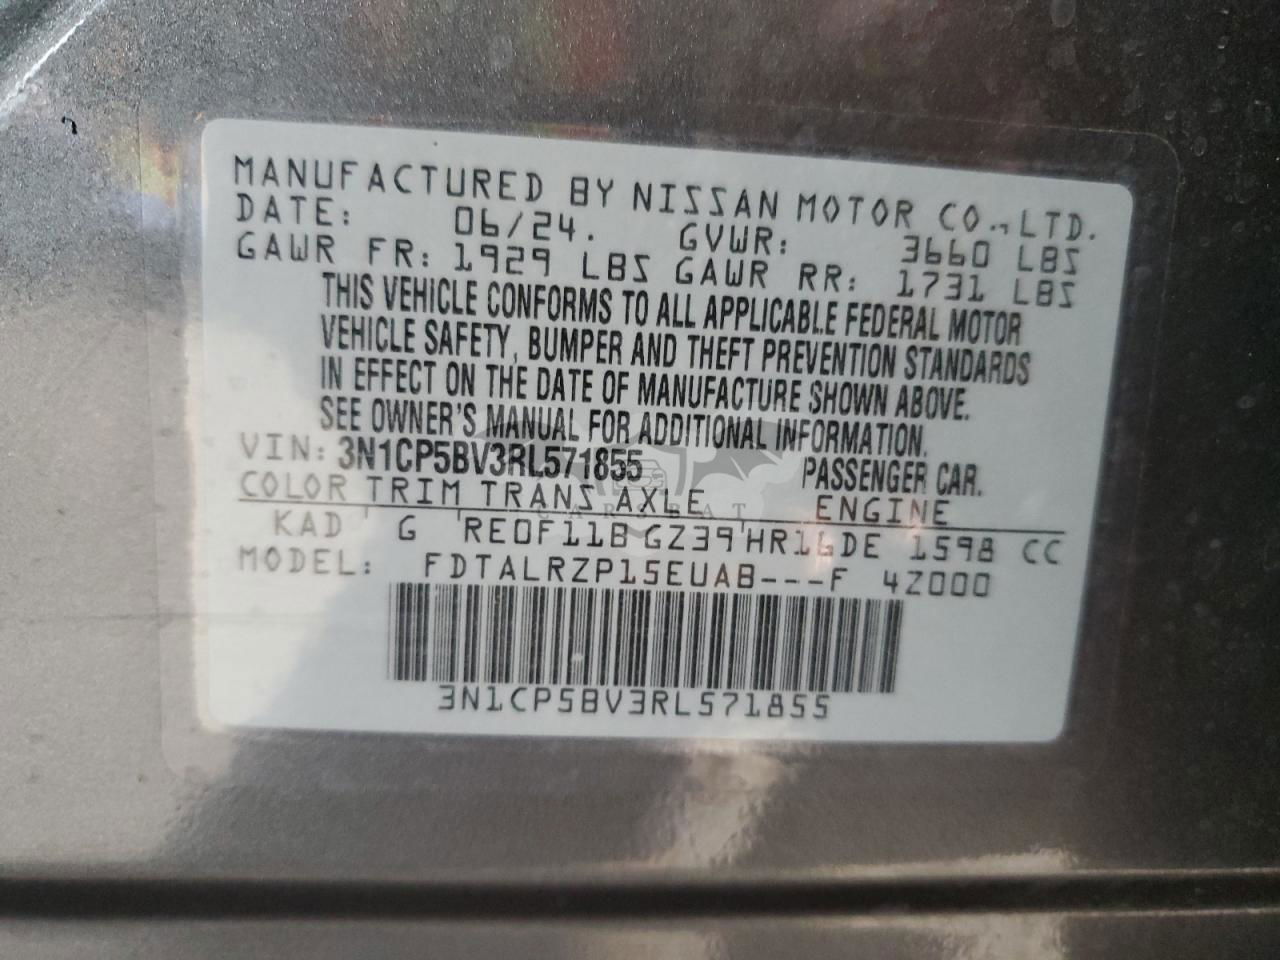 MANUFACTURED BY NISSAN MOTOR CO.,LTD.
DATE: 06/24. GVWR: 3660 LBS
GAWR FR: 1929 LBS GAWR RR: 1731 LBS
THIS VEHICLE CONFORMS TO ALL APPLICABLE FEDERAL MOTOR
VEHICLE SAFETY, BUMPER AND THEFT PREVENTION STANDARDS
IN EFFECT ON THE DATE OF MANUFACTURE SHOWN ABOVE.
SEE OWNER'S MANUAL FOR ADDITIONAL INFORMATION.
VIN: 3N1CP5BV3RL571855 PASSENGER CAR.
COLOR TRIM TRANS AXLE ENGINE
CARSBAT
KAD G RE0F11B GZ39 HR16DE 1598 CC
MODEL: FDTALRZP15EUAB---F 4Z000
3N1CP5BV3RL571855